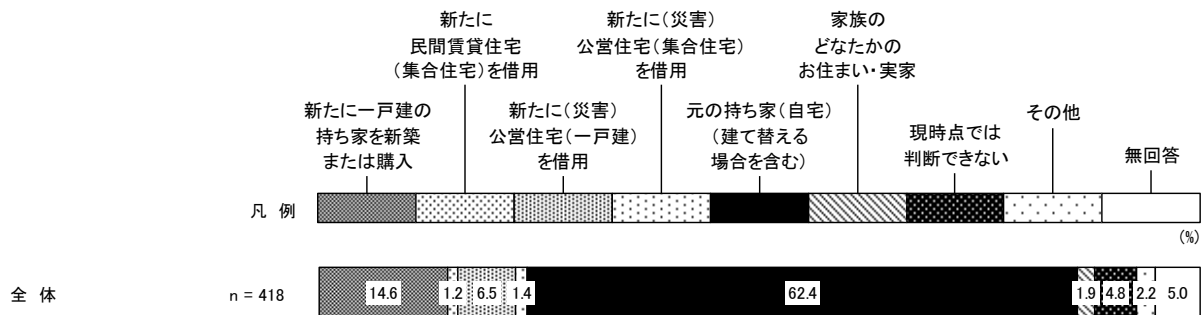 新たに
民間賃貸住宅
(集合住宅)を借用
新たに(災害)
公営住宅(集合住宅)
を借用
家族の
どなたかの
お住まい・実家
新たに一戸建の
持ち家を新築
または購入
新たに(災害)
公営住宅(一戸建)
を借用
元の持ち家(自宅)
(建て替える
場合を含む)
現時点では
判断できない
その他
無回答
凡 例
(%)
全 体 n = 418 14.6 1.2 6.5 1.4 62.4 1.9 4.8 2.2 5.0